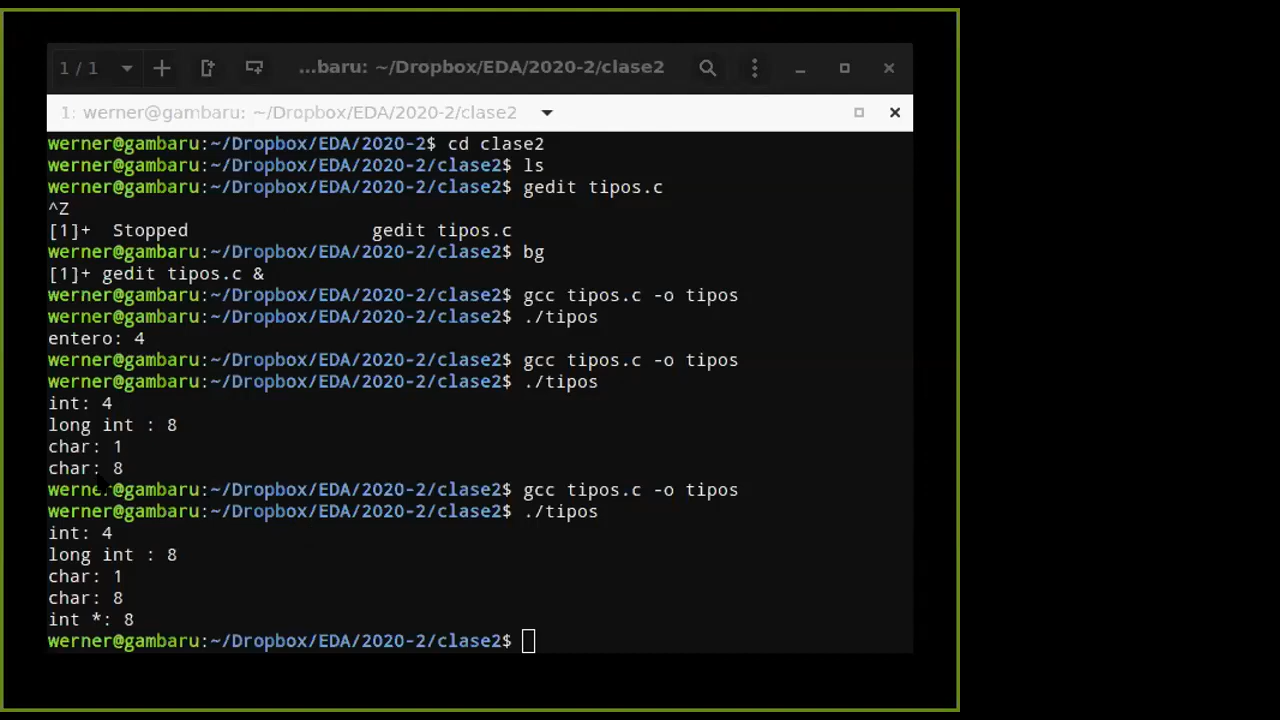 1 / 1
...baru: ~/Dropbox/EDA/2020-2/clase2
1: werner@gambaru: ~/Dropbox/EDA/2020-2/clase2
werner@gambaru:~/Dropbox/EDA/2020-2$ cd clase2
werner@gambaru:~/Dropbox/EDA/2020-2/clase2$ ls
werner@gambaru:~/Dropbox/EDA/2020-2/clase2$ gedit tipos.c
^Z
[1]+  Stopped                 gedit tipos.c
werner@gambaru:~/Dropbox/EDA/2020-2/clase2$ bg
[1]+ gedit tipos.c &
werner@gambaru:~/Dropbox/EDA/2020-2/clase2$ gcc tipos.c -o tipos
werner@gambaru:~/Dropbox/EDA/2020-2/clase2$ ./tipos
entero: 4
werner@gambaru:~/Dropbox/EDA/2020-2/clase2$ gcc tipos.c -o tipos
werner@gambaru:~/Dropbox/EDA/2020-2/clase2$ ./tipos
int: 4
long int : 8
char: 1
char: 8
werner@gambaru:~/Dropbox/EDA/2020-2/clase2$ gcc tipos.c -o tipos
werner@gambaru:~/Dropbox/EDA/2020-2/clase2$ ./tipos
int: 4
long int : 8
char: 1
char: 8
int *: 8
werner@gambaru:~/Dropbox/EDA/2020-2/clase2$